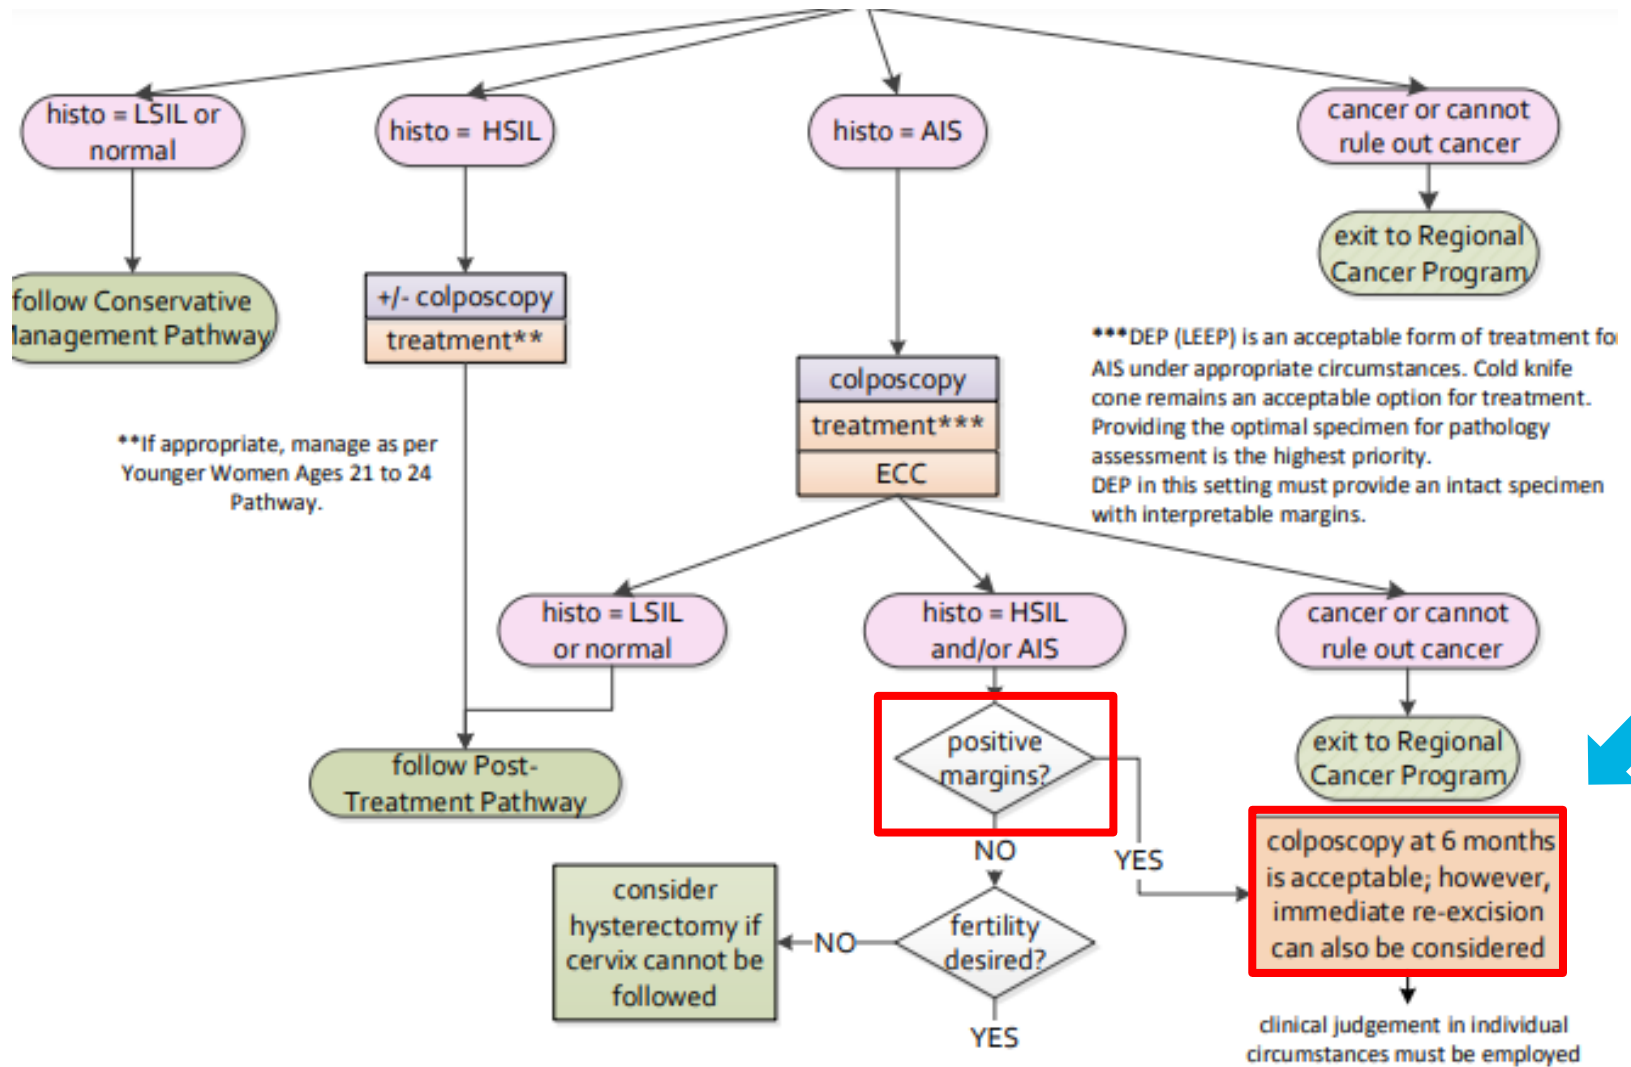 histo = LSIL or
normal
histo = HSIL
histo = AIS
cancer or cannot
rule out cancer
exit to Regional
Cancer Program
follow Conservative
Management Pathway
+/- colposcopy
treatment**
**If appropriate, manage as per
Younger Women Ages 21 to 24
Pathway.
colposcopy
treatment***
ECC
***DEP (LEEP) is an acceptable form of treatment for
AIS under appropriate circumstances. Cold knife
cone remains an acceptable option for treatment.
Providing the optimal specimen for pathology
assessment is the highest priority.
DEP in this setting must provide an intact specimen
with interpretable margins.
histo = LSIL
or normal
histo = HSIL
and/or AIS
cancer or cannot
rule out cancer
follow Post-
Treatment Pathway
positive
margins?
exit to Regional
Cancer Program
NO
YES
colposcopy at 6 months
is acceptable; however,
immediate re-excision
can also be considered
consider
hysterectomy if
cervix cannot be
followed
NO
fertility
desired?
YES
clinical judgement in individual
circumstances must be employed